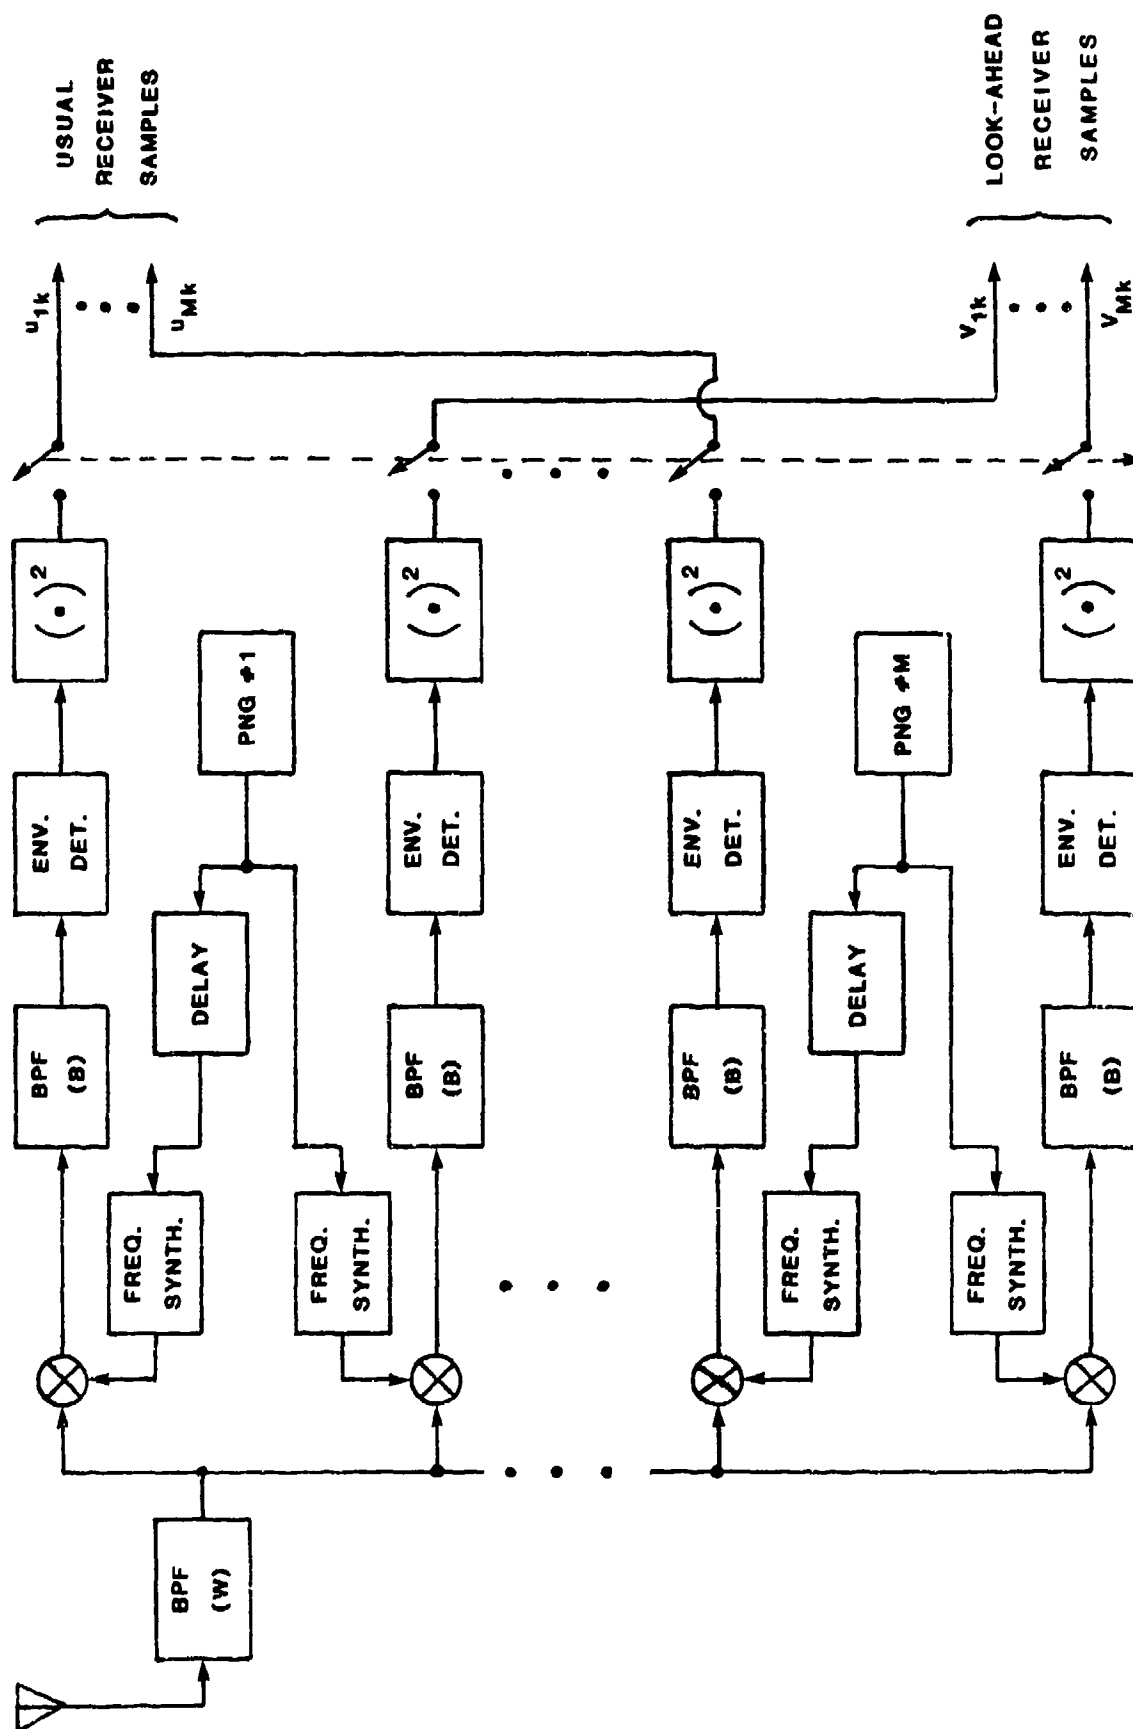 BPF
(W)
FREQ.
SYNTH.
BPF
(B)
ENV.
DET.
(•)²
u1k
DELAY
PNG #1
FREQ.
SYNTH.
BPF
(B)
ENV.
DET.
(•)²
uMk
USUAL
RECEIVER
SAMPLES
FREQ.
SYNTH.
BPF
(B)
ENV.
DET.
(•)²
V1k
DELAY
PNG #M
FREQ.
SYNTH.
BPF
(B)
ENV.
DET.
(•)²
VMk
LOOK-AHEAD
RECEIVER
SAMPLES